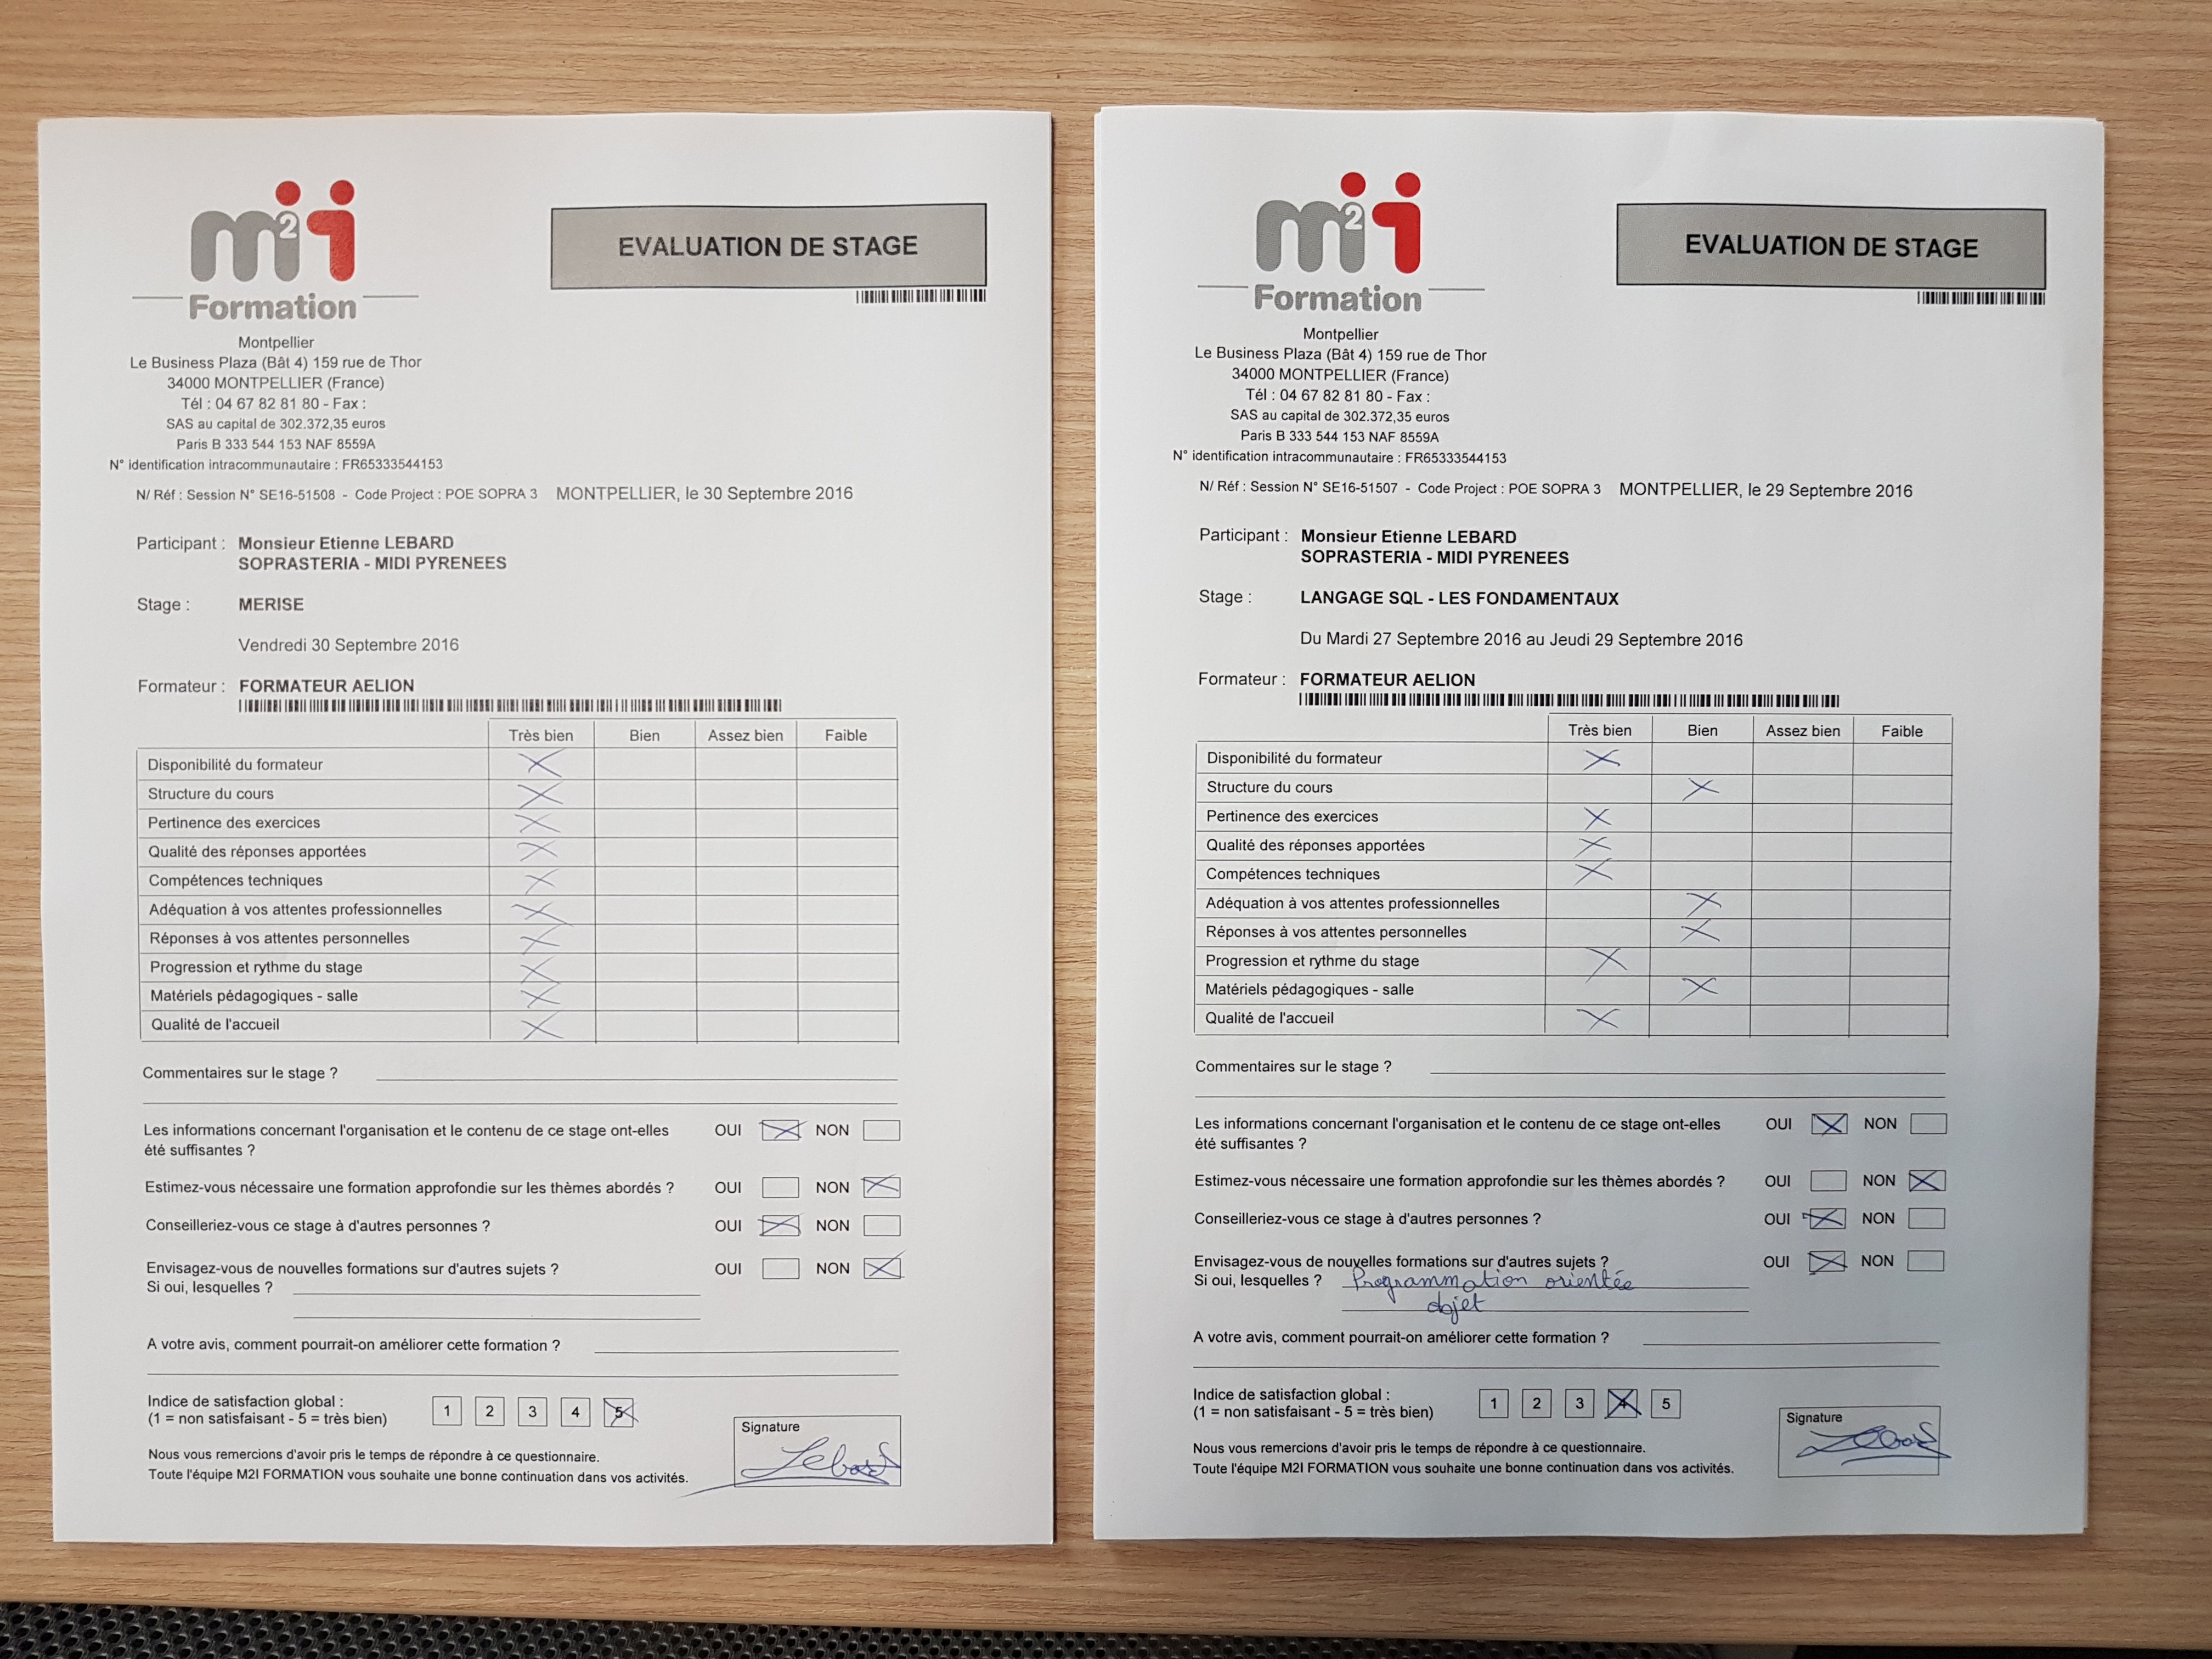 m2i
Formation
EVALUATION DE STAGE
Montpellier
Le Business Plaza (Bât 4) 159 rue de Thor
34000 MONTPELLIER (France)
Tél : 04 67 82 81 80 - Fax :
SAS au capital de 302.372,35 euros
Paris B 333 544 153 NAF 8559A
N° identification intracommunautaire : FR65333544153
N/ Réf : Session N° SE16-51508 - Code Project : POE SOPRA 3 MONTPELLIER, le 30 Septembre 2016
Participant : Monsieur Etienne LEBARD
SOPRASTERIA - MIDI PYRENEES
Stage : MERISE
Vendredi 30 Septembre 2016
Formateur : FORMATEUR AELION
Très bien Bien Assez bien Faible
Disponibilité du formateur X
Structure du cours X
Pertinence des exercices X
Qualité des réponses apportées X
Compétences techniques X
Adéquation à vos attentes professionnelles X
Réponses à vos attentes personnelles X
Progression et rythme du stage X
Matériels pédagogiques - salle X
Qualité de l'accueil X
Commentaires sur le stage ?
Les informations concernant l'organisation et le contenu de ce stage ont-elles OUI X NON
été suffisantes ?
Estimez-vous nécessaire une formation approfondie sur les thèmes abordés ? OUI NON X
Conseilleriez-vous ce stage à d'autres personnes ? OUI X NON
Envisagez-vous de nouvelles formations sur d'autres sujets ? OUI NON X
Si oui, lesquelles ?
A votre avis, comment pourrait-on améliorer cette formation ?
Indice de satisfaction global :
(1 = non satisfaisant - 5 = très bien) 1 2 3 4 5
Signature
Lebard
Nous vous remercions d'avoir pris le temps de répondre à ce questionnaire.
Toute l'équipe M2I FORMATION vous souhaite une bonne continuation dans vos activités.
m2i
Formation
EVALUATION DE STAGE
Montpellier
Le Business Plaza (Bât 4) 159 rue de Thor
34000 MONTPELLIER (France)
Tél : 04 67 82 81 80 - Fax :
SAS au capital de 302.372,35 euros
Paris B 333 544 153 NAF 8559A
N° identification intracommunautaire : FR65333544153
N/ Réf : Session N° SE16-51507 - Code Project : POE SOPRA 3 MONTPELLIER, le 29 Septembre 2016
Participant : Monsieur Etienne LEBARD
SOPRASTERIA - MIDI PYRENEES
Stage : LANGAGE SQL - LES FONDAMENTAUX
Du Mardi 27 Septembre 2016 au Jeudi 29 Septembre 2016
Formateur : FORMATEUR AELION
Très bien Bien Assez bien Faible
Disponibilité du formateur X
Structure du cours X
Pertinence des exercices X
Qualité des réponses apportées X
Compétences techniques X
Adéquation à vos attentes professionnelles X
Réponses à vos attentes personnelles X
Progression et rythme du stage X
Matériels pédagogiques - salle X
Qualité de l'accueil X
Commentaires sur le stage ?
Les informations concernant l'organisation et le contenu de ce stage ont-elles OUI X NON
été suffisantes ?
Estimez-vous nécessaire une formation approfondie sur les thèmes abordés ? OUI NON X
Conseilleriez-vous ce stage à d'autres personnes ? OUI X NON
Envisagez-vous de nouvelles formations sur d'autres sujets ? OUI X NON
Si oui, lesquelles ? Programmation orientée
objet
A votre avis, comment pourrait-on améliorer cette formation ?
Indice de satisfaction global :
(1 = non satisfaisant - 5 = très bien) 1 2 3 4 5
Signature
Lebard
Nous vous remercions d'avoir pris le temps de répondre à ce questionnaire.
Toute l'équipe M2I FORMATION vous souhaite une bonne continuation dans vos activités.